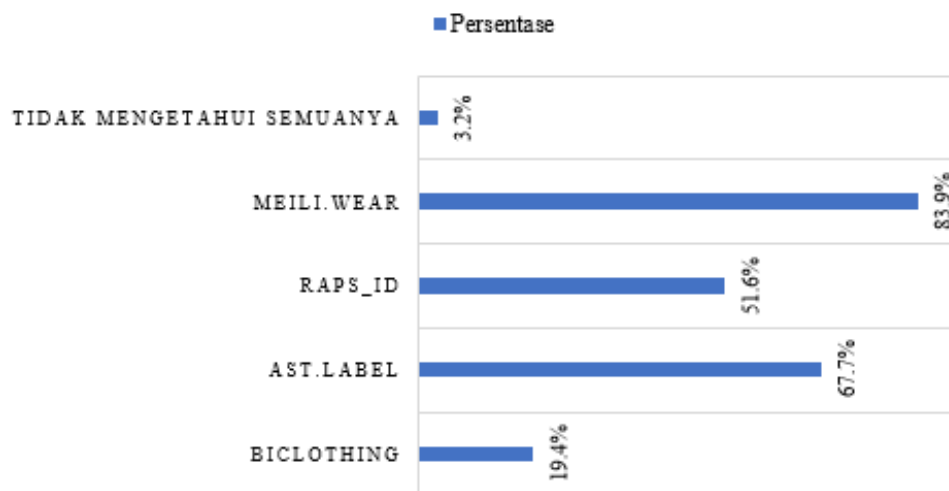 Persentase
TIDAK MENGETAHUI SEMUANYA
3.2%
MEILI.WEAR
83.9%
RAPS_ID
51.6%
AST.LABEL
67.7%
BICLOTHING
19.4%